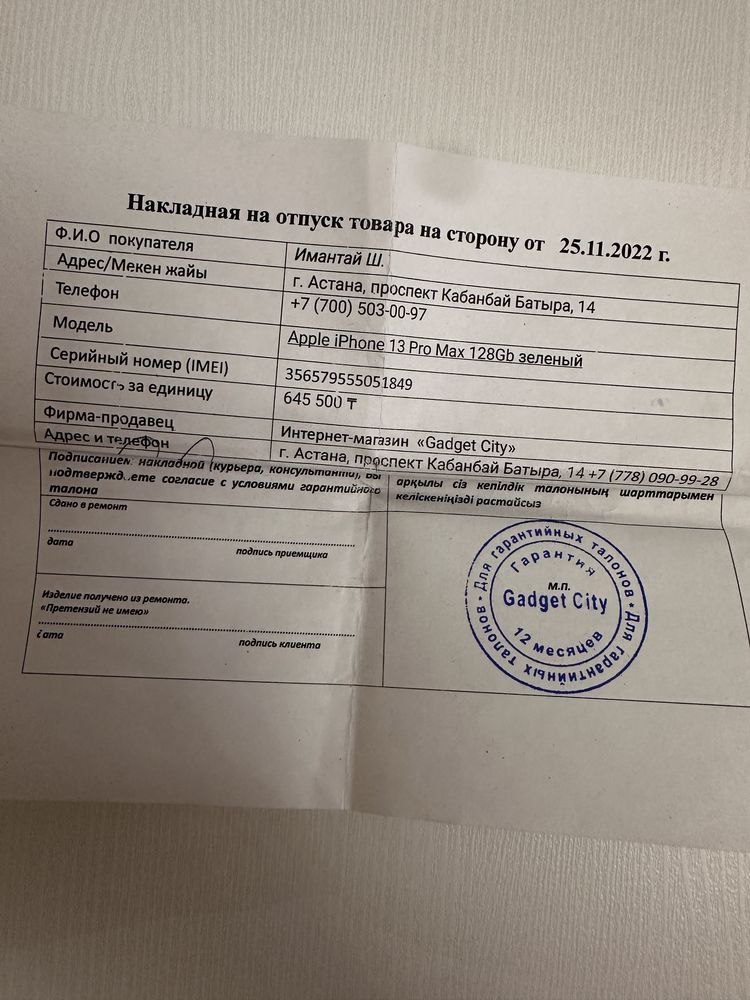 Накладная на отпуск товара на сторону от 25.11.2022 г.
Ф.И.О покупателя Имантай Ш.
Адрес/Мекен жайы г. Астана, проспект Кабанбай Батыра, 14
Телефон +7 (700) 503-00-97
Модель Apple iPhone 13 Pro Max 128Gb зеленый
Серийный номер (IMEI) 356579555051849
Стоимость за единицу 645 500 ₸
Фирма-продавец Интернет-магазин «Gadget City»
Адрес и телефон г. Астана, проспект Кабанбай Батыра, 14 +7 (778) 090-99-28
Подписанием накладной (курьера, консультанта), Вы
подтверждаете согласие с условиями гарантийного
талона
арқылы сіз кепілдік талонының шарттарымен
келіскеніңізді растайсыз
Сдано в ремонт
дата подпись приемщика
Изделие получено из ремонта.
«Претензий не имею»
дата подпись клиента
Для гарантийных талонов • Для гарантийных талонов •
Гарантия
М.П.
Gadget City
12 месяцев